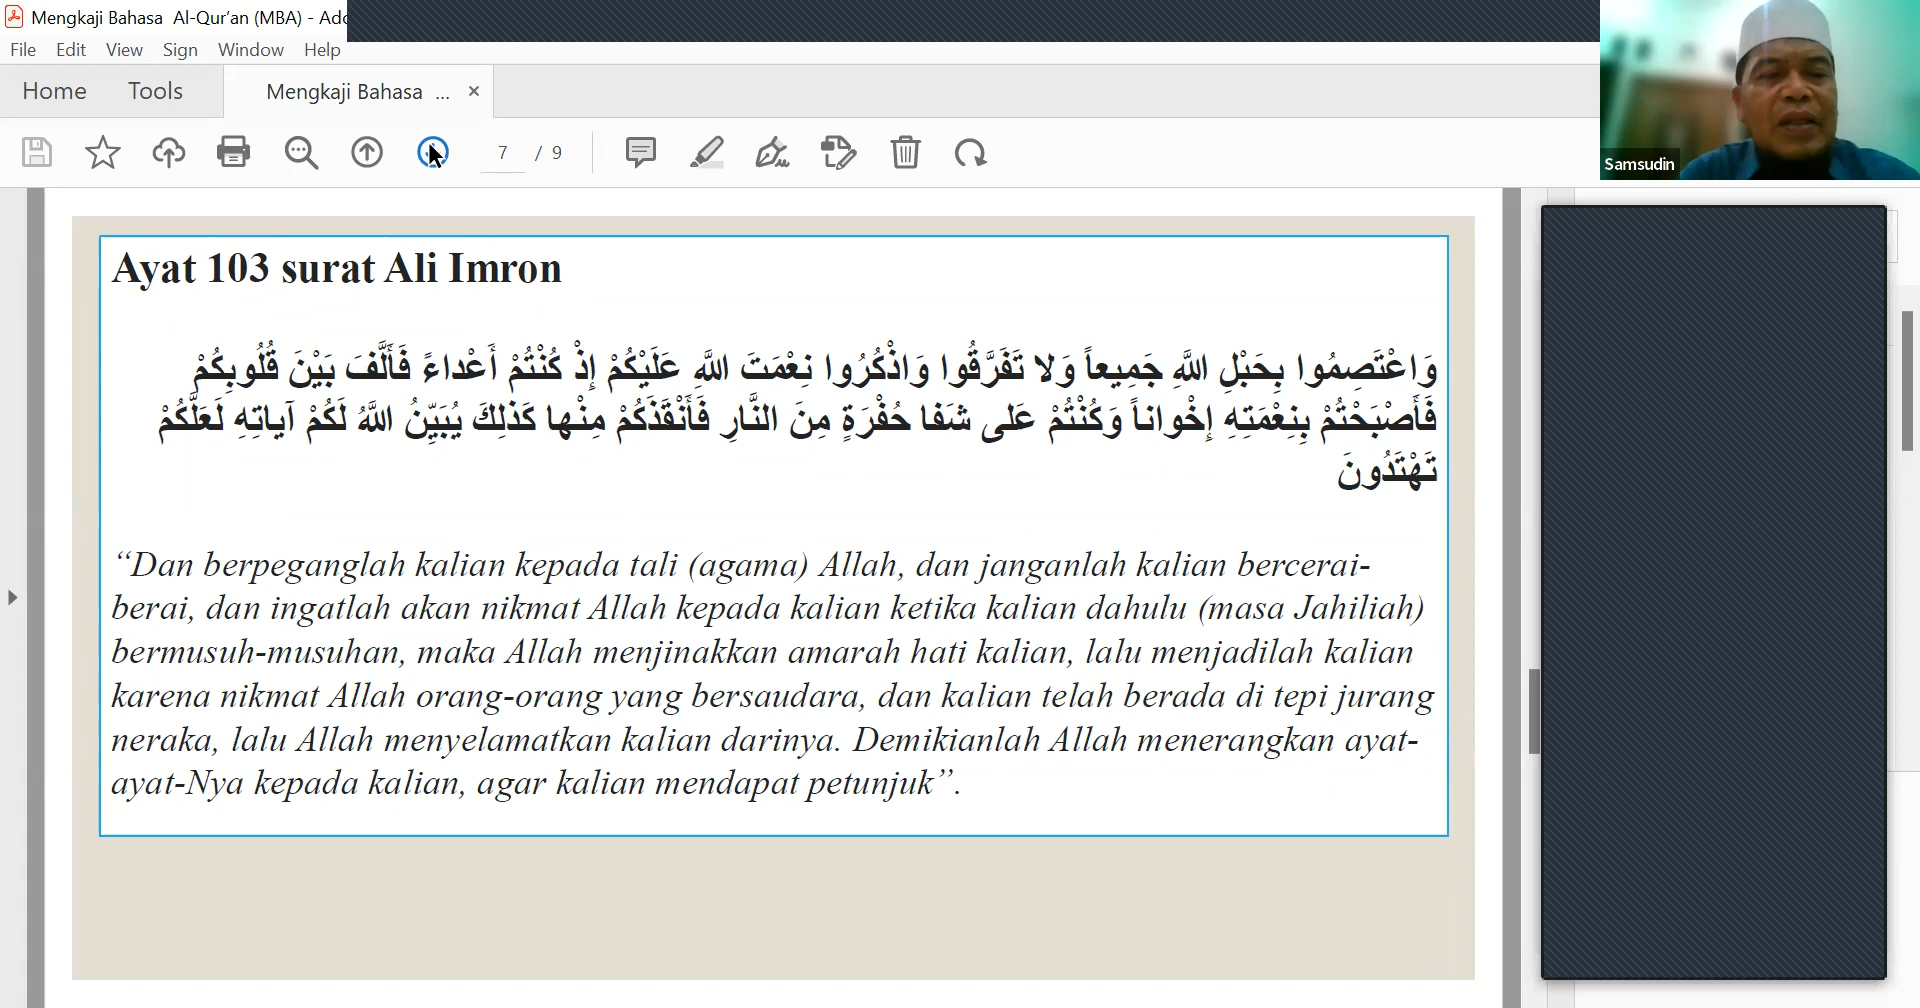 Mengkaji Bahasa Al-Qur'an (MBA) - Ado
File Edit View Sign Window Help
Home Tools Mengkaji Bahasa ... ×
7 / 9
Samsudin
Ayat 103 surat Ali Imron
وَاعْتَصِمُوا بِحَبْلِ اللَّهِ جَمِيعاً وَلا تَفَرَّقُوا وَاذْكُرُوا نِعْمَتَ اللَّهِ عَلَيْكُمْ إِذْ كُنْتُمْ أَعْداءً فَأَلَّفَ بَيْنَ قُلُوبِكُمْ
فَأَصْبَحْتُمْ بِنِعْمَتِهِ إِخْواناً وَكُنْتُمْ عَلى شَفا حُفْرَةٍ مِنَ النَّارِ فَأَنْقَذَكُمْ مِنْها كَذلِكَ يُبَيِّنُ اللَّهُ لَكُمْ آياتِهِ لَعَلَّكُمْ
تَهْتَدُونَ
“Dan berpeganglah kalian kepada tali (agama) Allah, dan janganlah kalian bercerai-
berai, dan ingatlah akan nikmat Allah kepada kalian ketika kalian dahulu (masa Jahiliah)
bermusuh-musuhan, maka Allah menjinakkan amarah hati kalian, lalu menjadilah kalian
karena nikmat Allah orang-orang yang bersaudara, dan kalian telah berada di tepi jurang
neraka, lalu Allah menyelamatkan kalian darinya. Demikianlah Allah menerangkan ayat-
ayat-Nya kepada kalian, agar kalian mendapat petunjuk”.